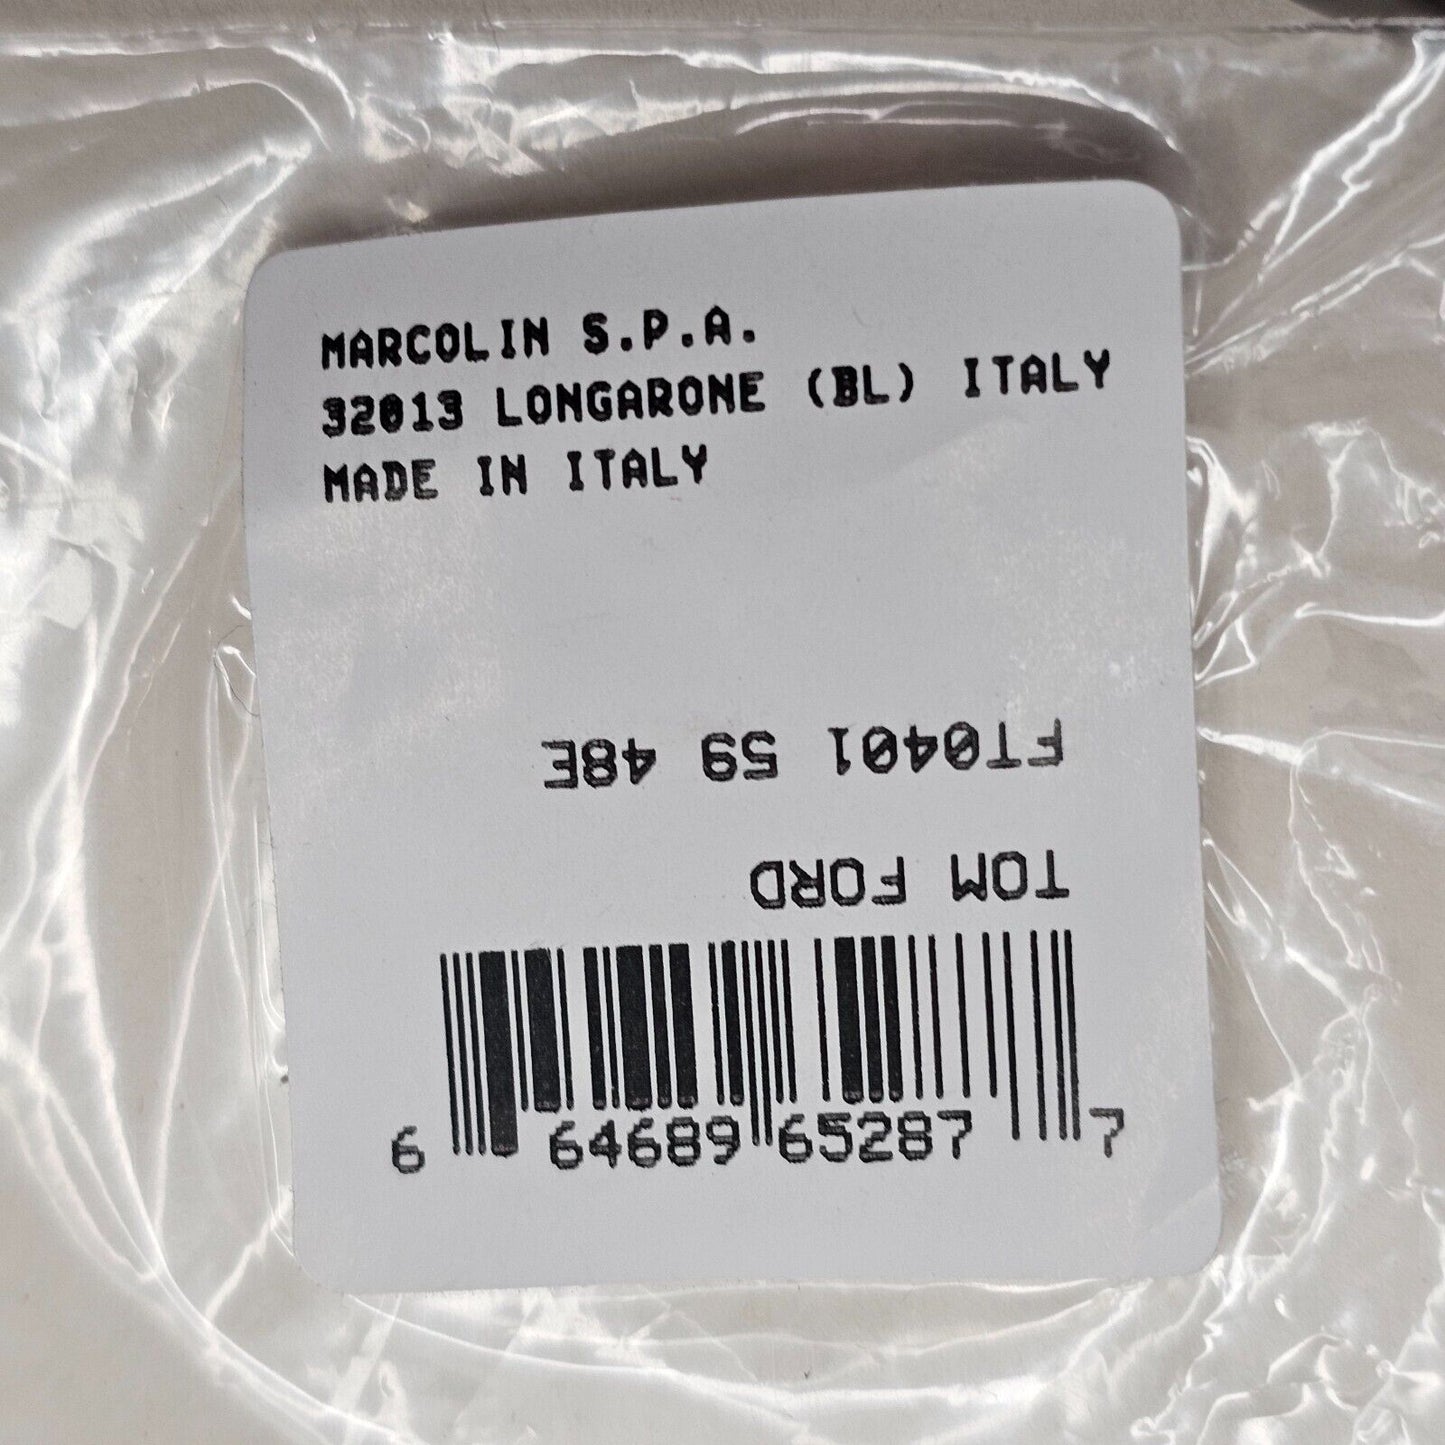 MARCOLIN S.P.A.
32013 LONGARONE (BL) ITALY
MADE IN ITALY
FT0401 59 48E
TOM FORD
6 64689 65287 7